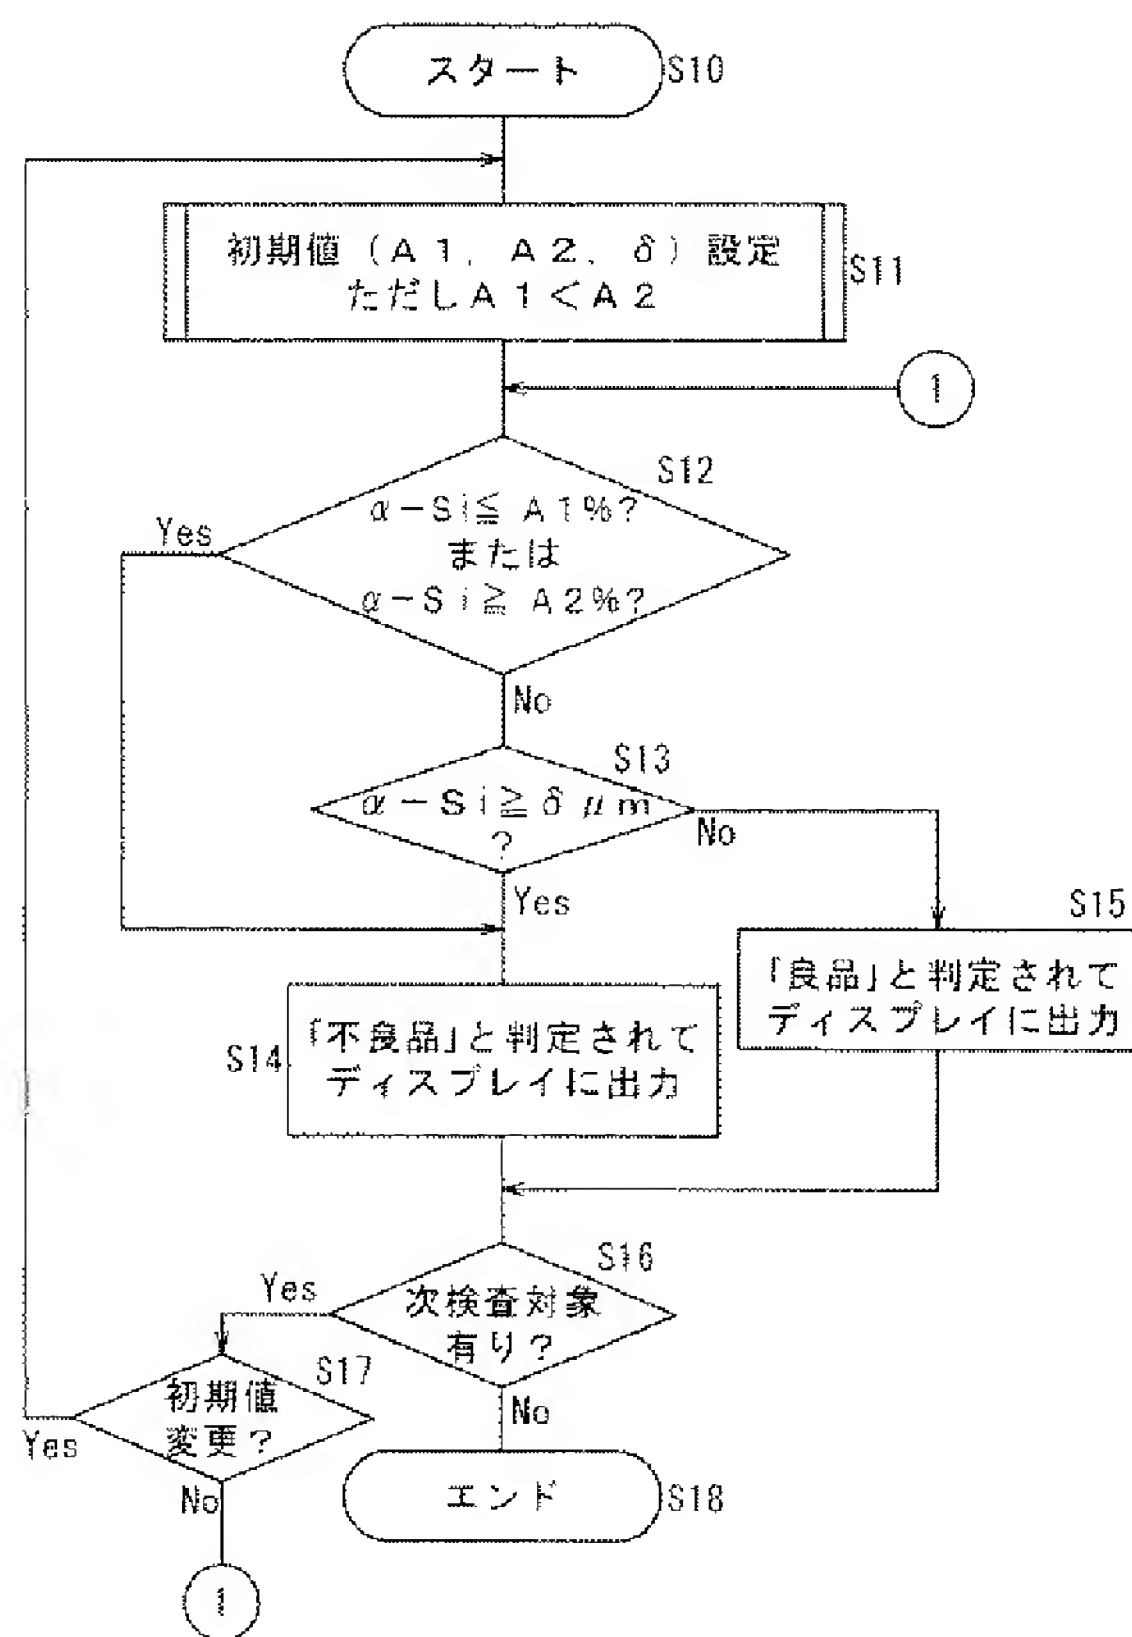 スタート
S10
初期値（A1，A2，δ）設定
ただしA1＜A2
S11
1
S12
α－Si≦ A1%?
または
α－Si≧ A2%?
Yes
No
S13
α－Si≧δμm
?
No
Yes
S15
「良品」と判定されて
ディスプレイに出力
S14
「不良品」と判定されて
ディスプレイに出力
S16
次検査対象
有り?
Yes
No
S17
初期値
変更?
Yes
No
エンド
S18
1